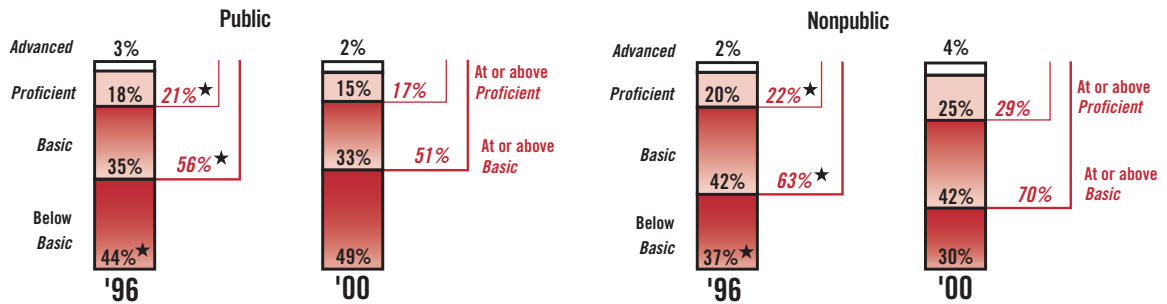 Public
Advanced 3% 2%
Proficient 18% 21%★ 15% 17% At or above
Proficient
Basic 35% 56%★ 33% 51% At or above
Basic
Below
Basic 44%★ 49%
'96 '00
Nonpublic
Advanced 2% 4%
Proficient 20% 22%★ 25% 29% At or above
Proficient
Basic 42% 63%★ 42% 70% At or above
Basic
Below
Basic 37%★ 30%
'96 '00